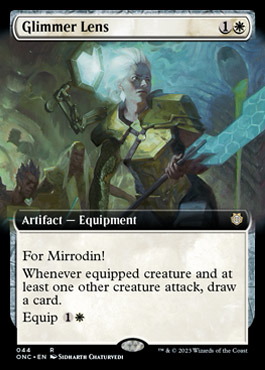 Glimmer Lens 1
Artifact — Equipment
For Mirrodin!
Whenever equipped creature and at
least one other creature attack, draw
a card.
Equip 1
044 R
ONC • EN SIDHARTH CHATURVEDI ™ & © 2023 Wizards of the Coast